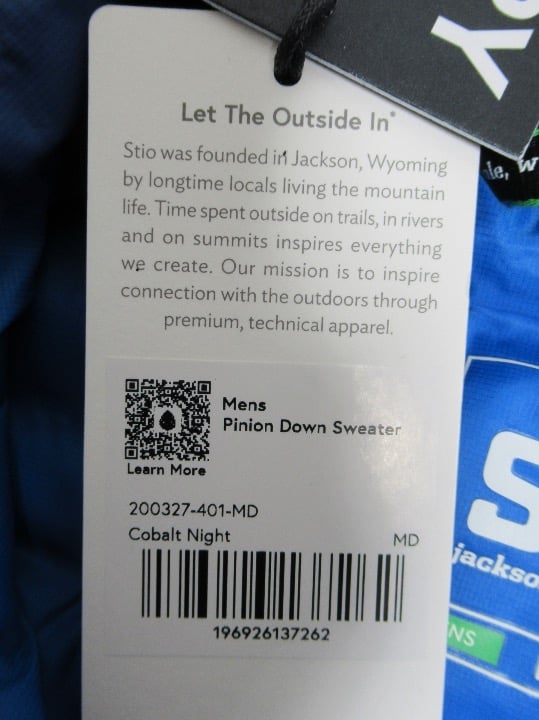 Let The Outside In®
Stio was founded in Jackson, Wyoming
by longtime locals living the mountain
life. Time spent outside on trails, in rivers
and on summits inspires everything
we create. Our mission is to inspire
connection with the outdoors through
premium, technical apparel.
Mens
Pinion Down Sweater
Learn More
200327-401-MD
Cobalt Night
MD
196926137262